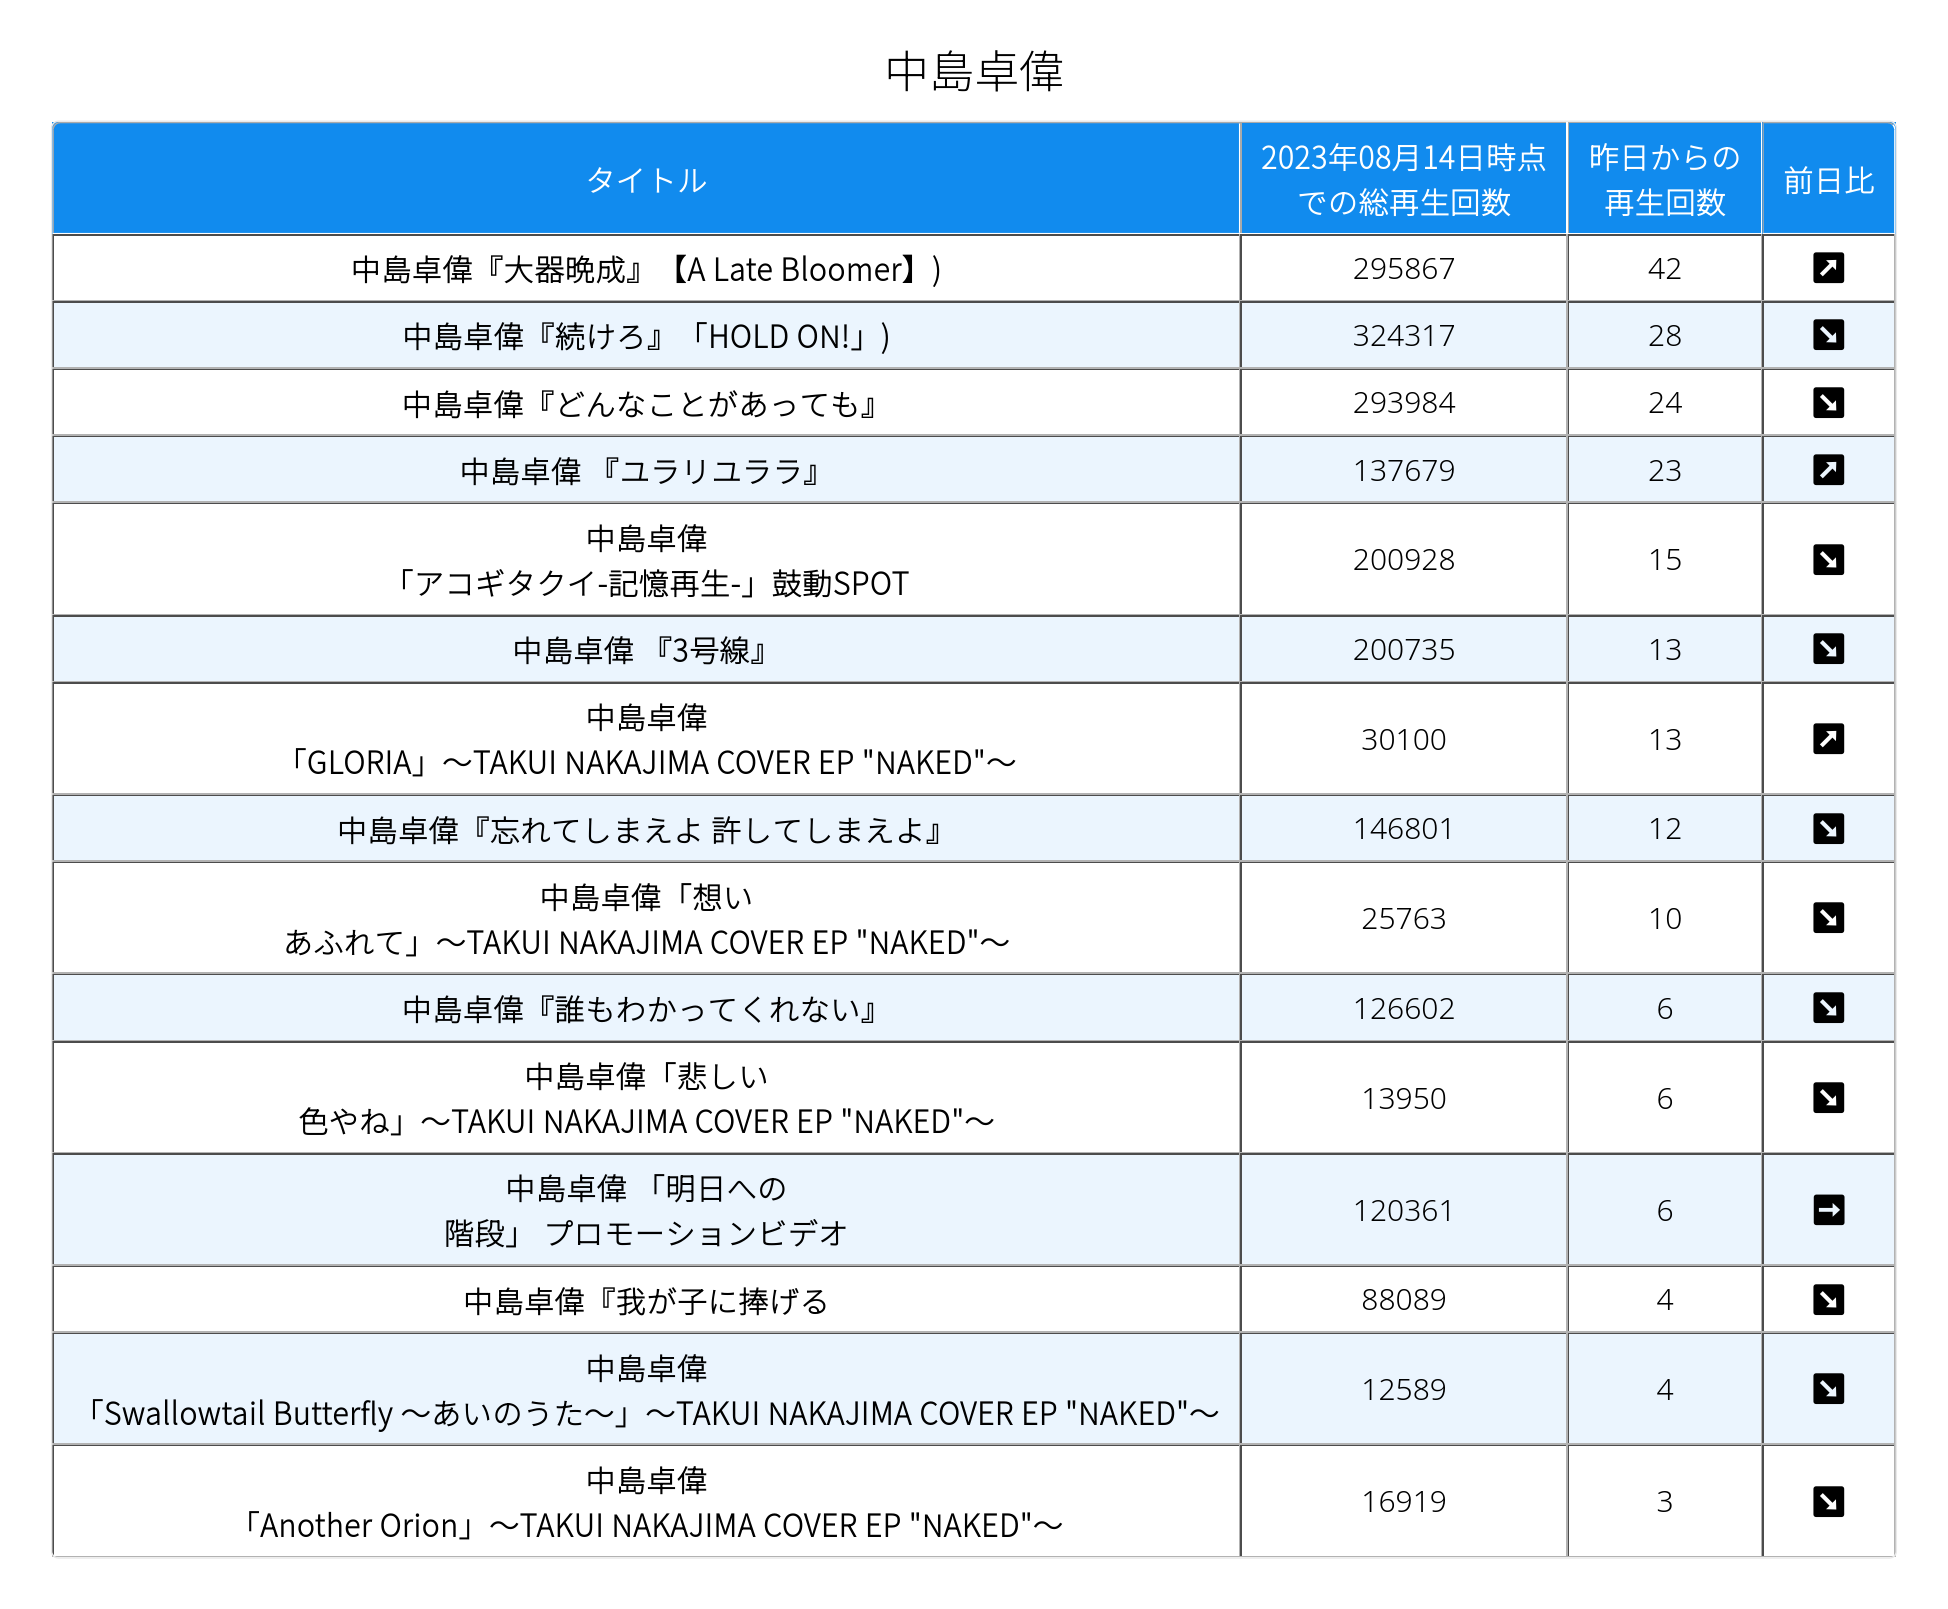 中島卓偉
タイトル
2023年08月14日時点
での総再生回数
昨日からの
再生回数
前日比
中島卓偉『大器晩成』【A Late Bloomer】)
295867
42
中島卓偉『続けろ』「HOLD ON!」)
324317
28
中島卓偉『どんなことがあっても』
293984
24
中島卓偉 『ユラリユララ』
137679
23
中島卓偉
「アコギタクイ-記憶再生-」鼓動SPOT
200928
15
中島卓偉 『3号線』
200735
13
中島卓偉
「GLORIA」～TAKUI NAKAJIMA COVER EP "NAKED"～
30100
13
中島卓偉『忘れてしまえよ 許してしまえよ』
146801
12
中島卓偉「想い
あふれて」～TAKUI NAKAJIMA COVER EP "NAKED"～
25763
10
中島卓偉『誰もわかってくれない』
126602
6
中島卓偉「悲しい
色やね」～TAKUI NAKAJIMA COVER EP "NAKED"～
13950
6
中島卓偉 「明日への
階段」 プロモーションビデオ
120361
6
中島卓偉『我が子に捧げる
88089
4
中島卓偉
「Swallowtail Butterfly ～あいのうた～」～TAKUI NAKAJIMA COVER EP "NAKED"～
12589
4
中島卓偉
「Another Orion」～TAKUI NAKAJIMA COVER EP "NAKED"～
16919
3